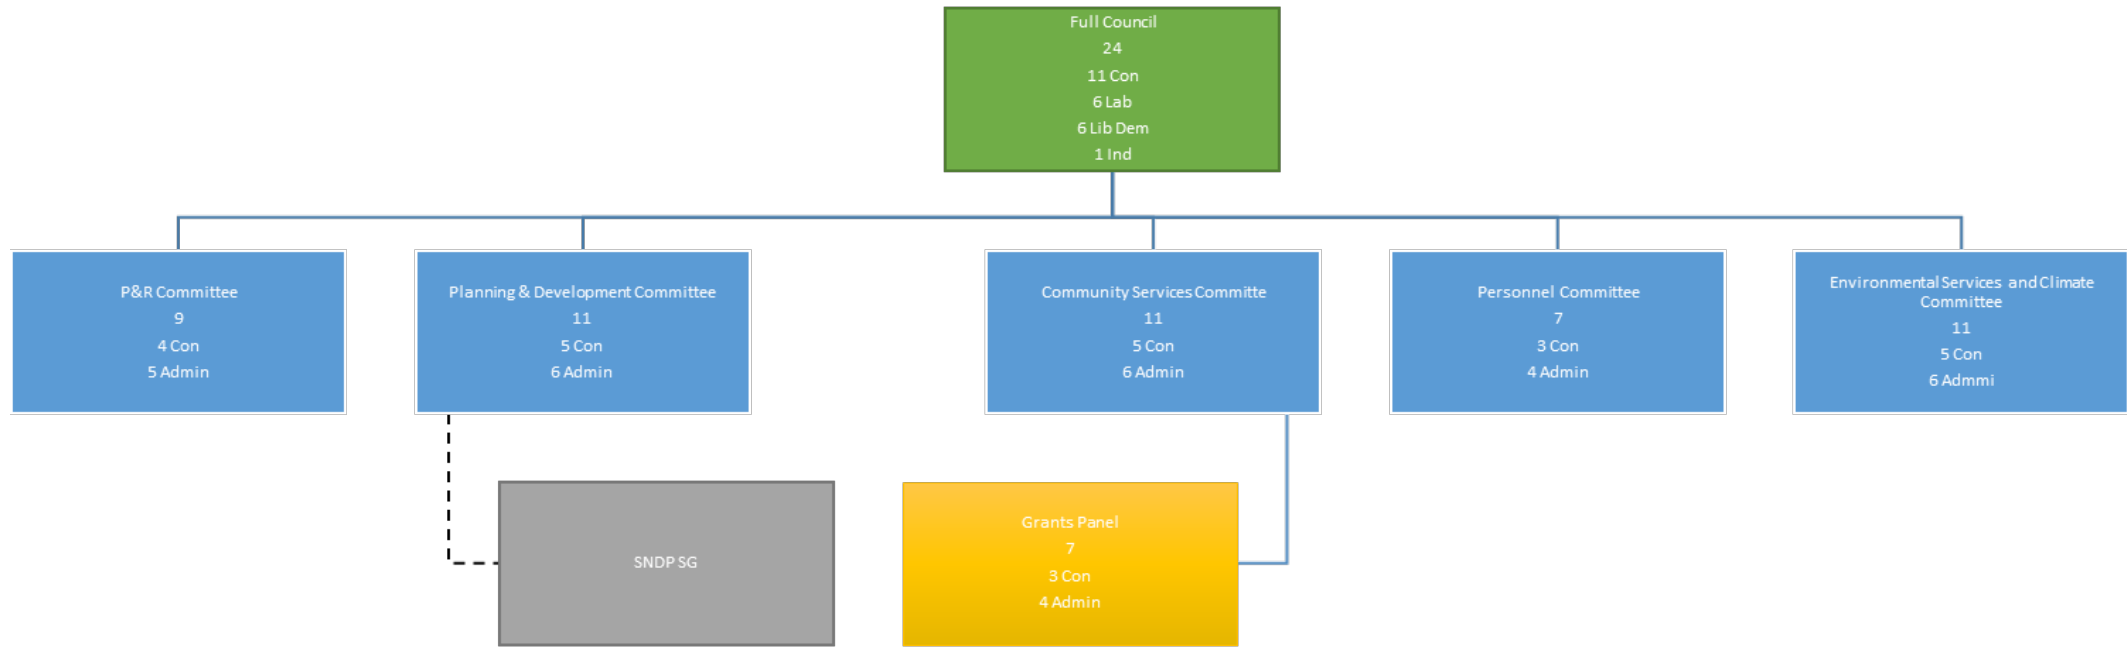 Full Council
24
11 Con
6 Lab
6 Lib Dem
1 Ind
P&R Committee
9
4 Con
5 Admin
Planning & Development Committee
11
5 Con
6 Admin
Community Services Committe
11
5 Con
6 Admin
Personnel Committee
7
3 Con
4 Admin
Environmental Services and Climate
Committee
11
5 Con
6 Admmi
SNDP SG
Grants Panel
7
3 Con
4 Admin